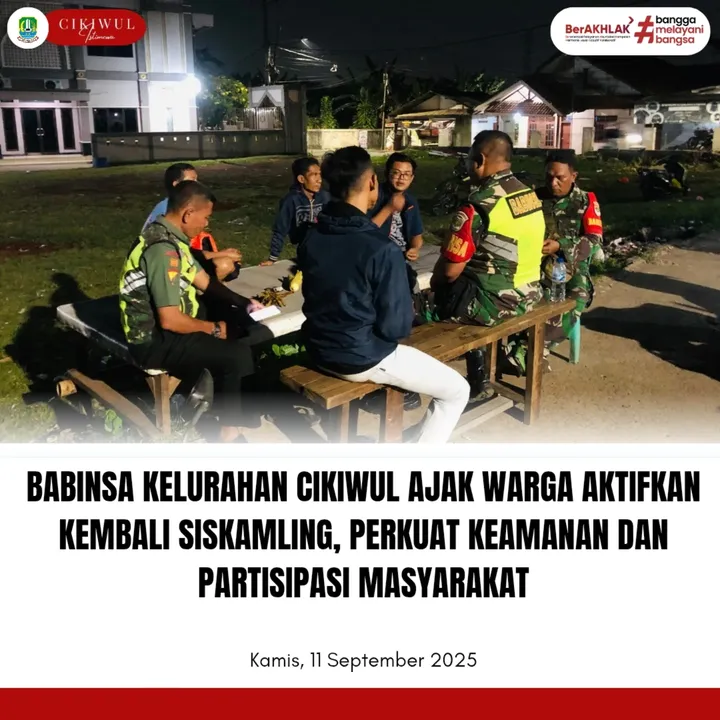 CIKIWUL
Istimewa
BerAKHLAK
#bangga
melayani
bangsa
BABINSA KELURAHAN CIKIWUL AJAK WARGA AKTIFKAN
KEMBALI SISKAMLING, PERKUAT KEAMANAN DAN
PARTISIPASI MASYARAKAT
Kamis, 11 September 2025